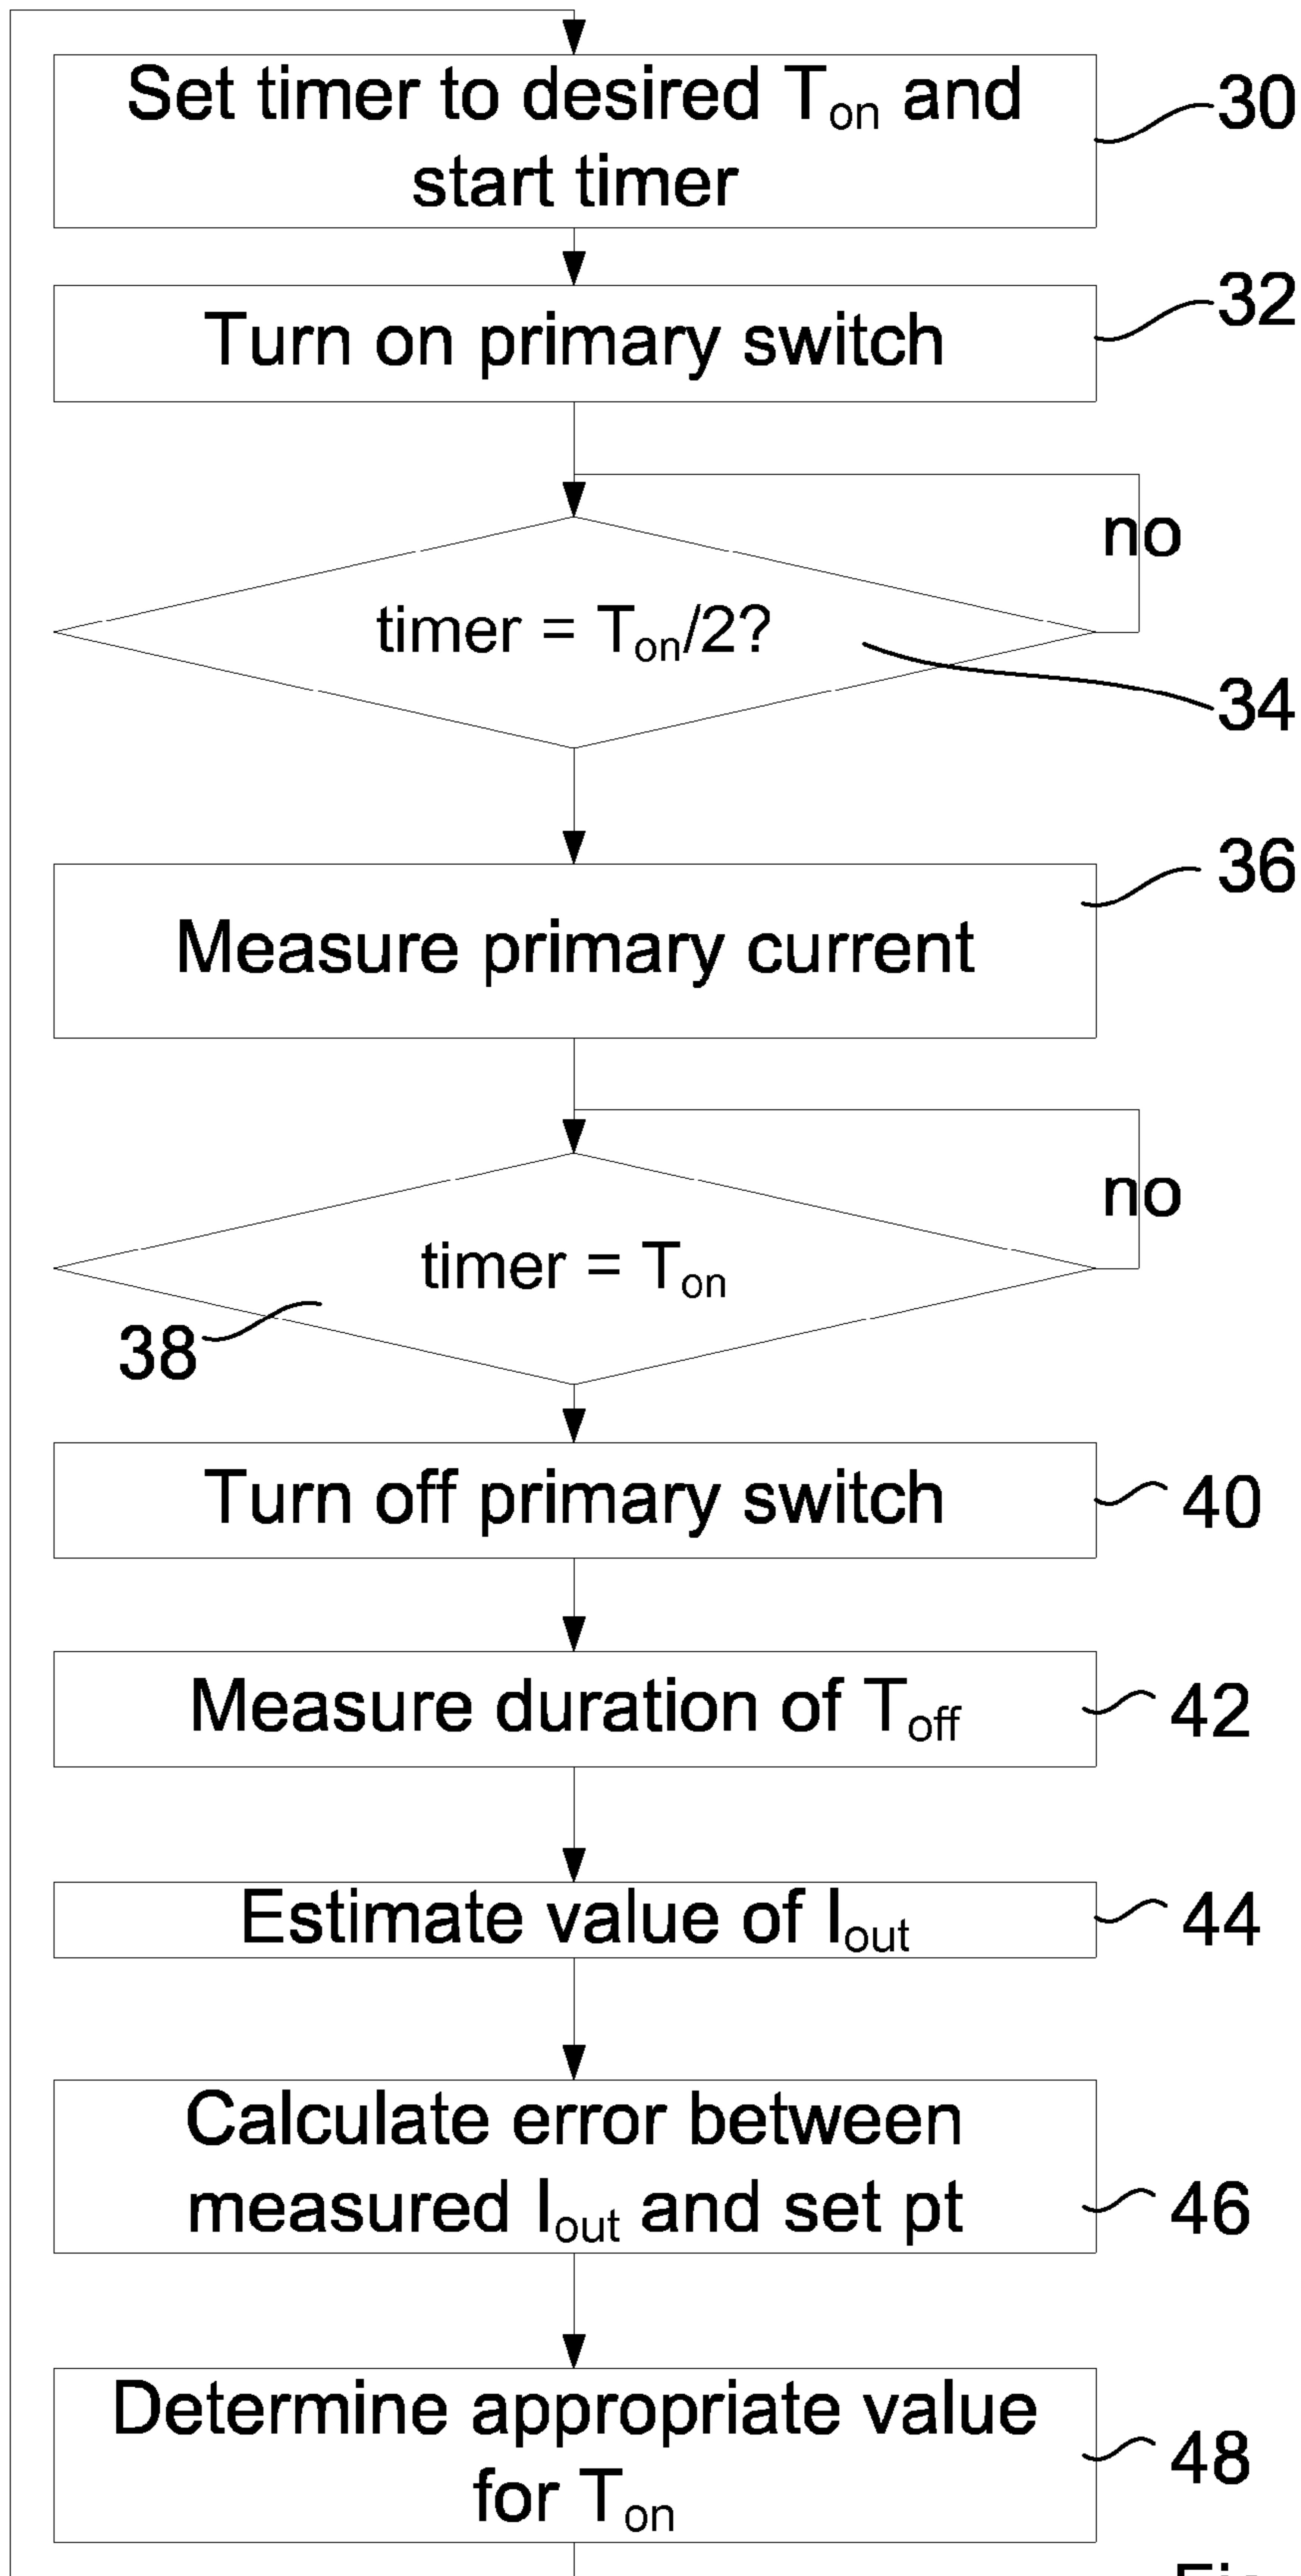 Set timer to desired Ton and
start timer
30
Turn on primary switch
32
no
timer = Ton/2?
34
36
Measure primary current
no
timer = Ton
38
Turn off primary switch
40
Measure duration of Toff
42
Estimate value of Iout
44
Calculate error between
measured Iout and set pt
46
Determine appropriate value
for Ton
48